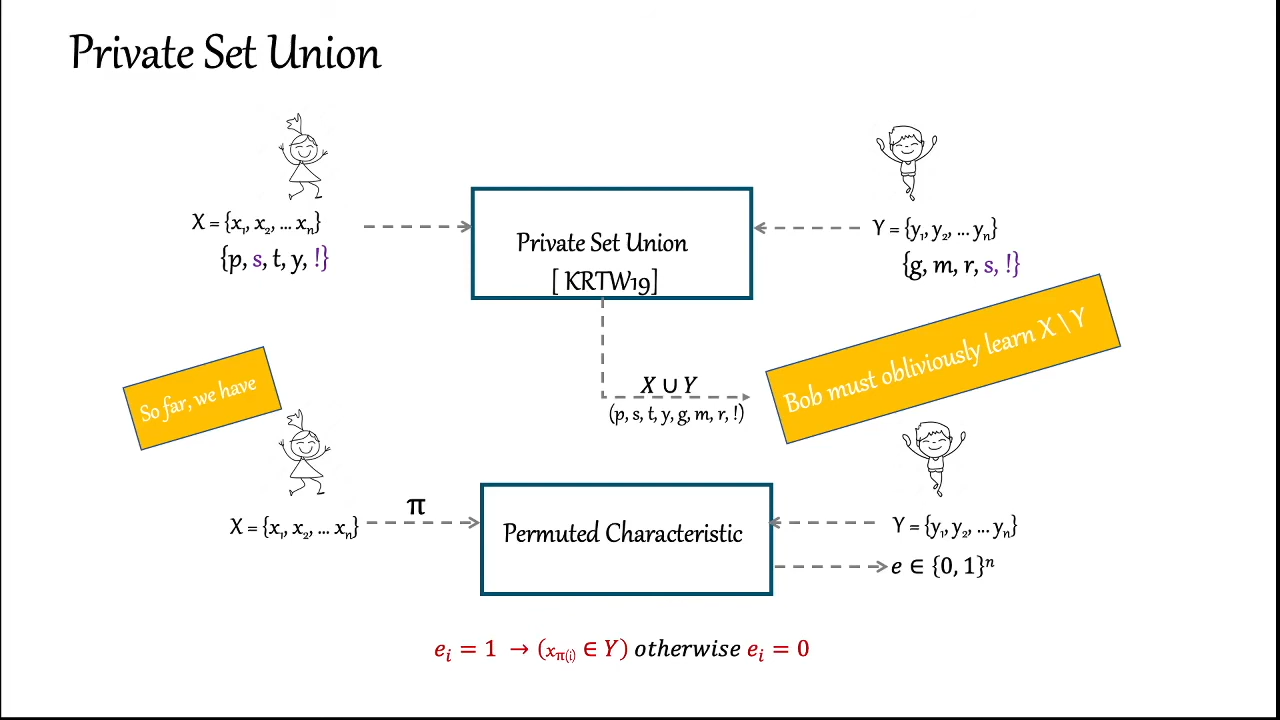 Private Set Union
X = {x₁, x₂, ... xₙ}
{p, s, t, y, !}
Private Set Union
[ KRTW19]
Y = {y₁, y₂, ... yₙ}
{g, m, r, s, !}
X ∪ Y
(p, s, t, y, g, m, r, !)
Bob must obliviously learn X \ Y
So far, we have
X = {x₁, x₂, ... xₙ}
π
Permuted Characteristic
Y = {y₁, y₂, ... yₙ}
e ∈ {0, 1}ⁿ
eᵢ = 1 → (x_π(i) ∈ Y) otherwise eᵢ = 0